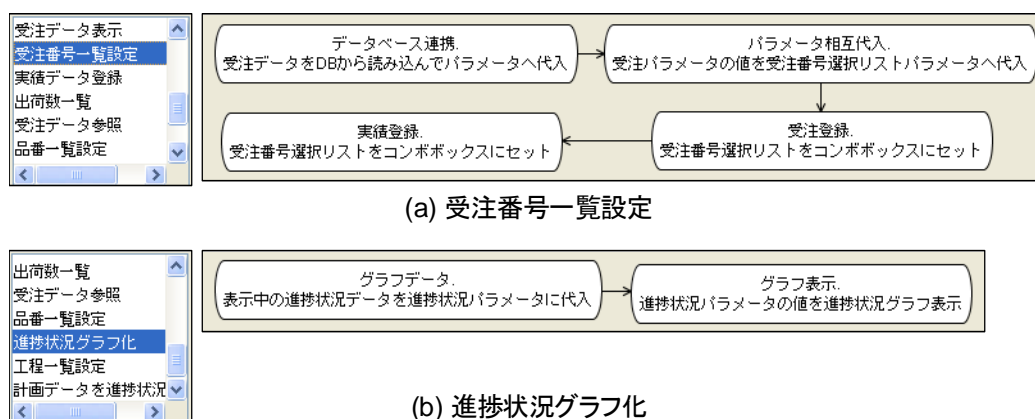 受注データ表示
受注番号一覧設定
実績データ登録
出荷数一覧
受注データ参照
品番一覧設定
データベース連携.
受注データをDBから読み込んでパラメータへ代入
パラメータ相互代入.
受注パラメータの値を受注番号選択リストパラメータへ代入
受注登録.
受注番号選択リストをコンボボックスにセット
実績登録.
受注番号選択リストをコンボボックスにセット
(a) 受注番号一覧設定
出荷数一覧
受注データ参照
品番一覧設定
進捗状況グラフ化
工程一覧設定
計画データを進捗状況
グラフデータ.
表示中の進捗状況データを進捗状況パラメータに代入
グラフ表示.
進捗状況パラメータの値を進捗状況グラフ表示
(b) 進捗状況グラフ化